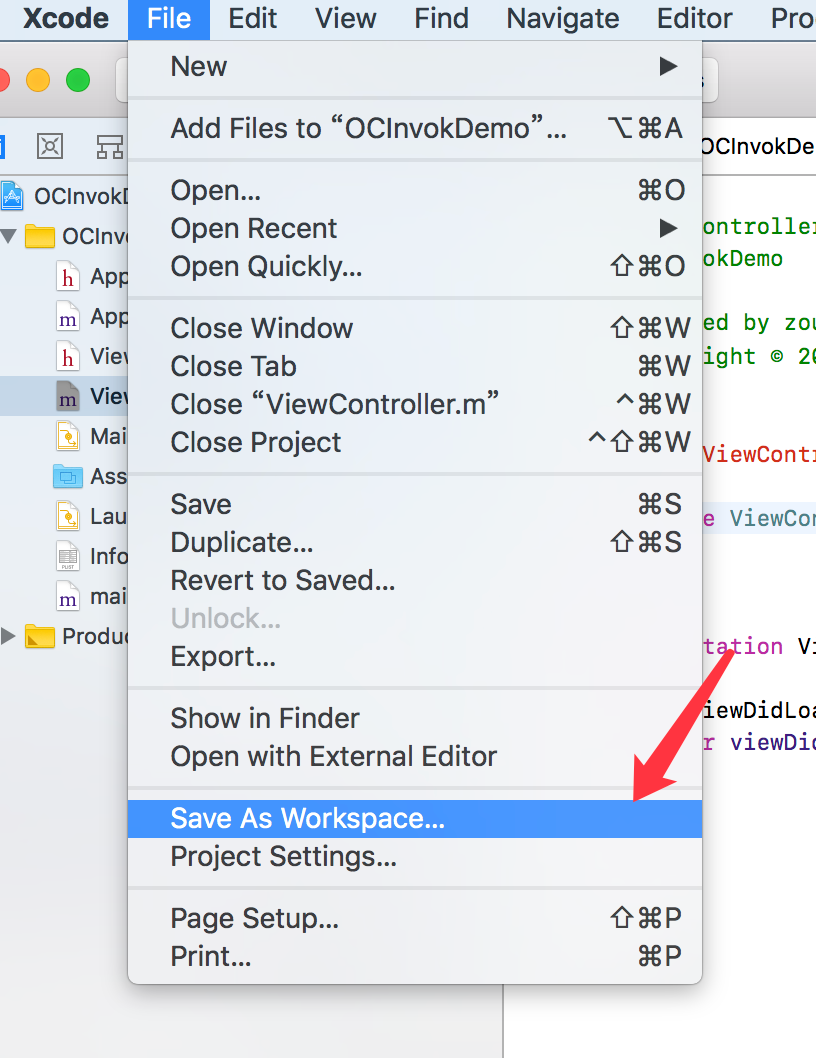 Xcode File Edit View Find Navigate Editor
New ▶
Add Files to “OCInvokDemo”... ⌥⌘A
Open... ⌘O
Open Recent ▶
Open Quickly... ⇧⌘O
Close Window ⇧⌘W
Close Tab ⌘W
Close “ViewController.m” ^⌘W
Close Project ^⇧⌘W
Save ⌘S
Duplicate... ⇧⌘S
Revert to Saved...
Unlock...
Export...
Show in Finder
Open with External Editor
Save As Workspace...
Project Settings...
Page Setup... ⇧⌘P
Print... ⌘P
OCInvokD
OCInvo
h App
m App
h View
m View
Mai
Ass
Lau
Info
m mai
Produc
OCInvokDe
ontroller
okDemo
ed by zou
ight © 20
ViewContr
e ViewCon
tation Vi
iewDidLoa
r viewDid